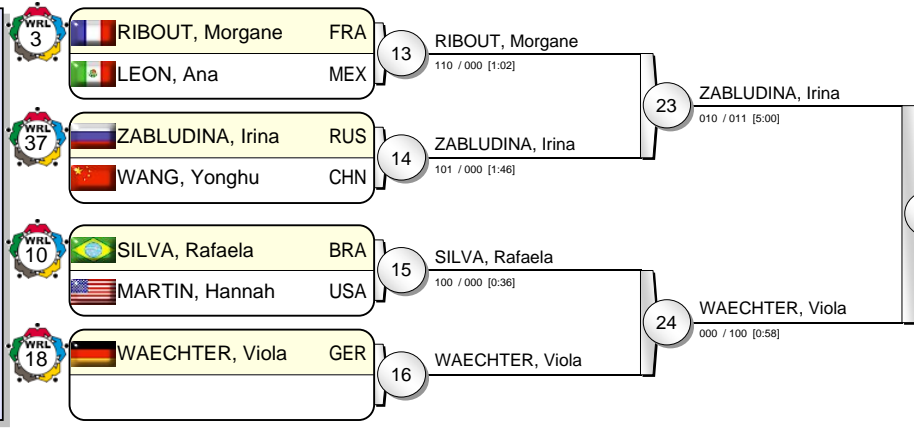 WRL
3
RIBOUT, Morgane FRA
LEON, Ana MEX
13
RIBOUT, Morgane
110 / 000 [1:02]
WRL
37
ZABLUDINA, Irina RUS
WANG, Yonghu CHN
14
ZABLUDINA, Irina
101 / 000 [1:46]
23
ZABLUDINA, Irina
010 / 011 [5:00]
WRL
10
SILVA, Rafaela BRA
MARTIN, Hannah USA
15
SILVA, Rafaela
100 / 000 [0:36]
WRL
18
WAECHTER, Viola GER
16
WAECHTER, Viola
24
WAECHTER, Viola
000 / 100 [0:58]